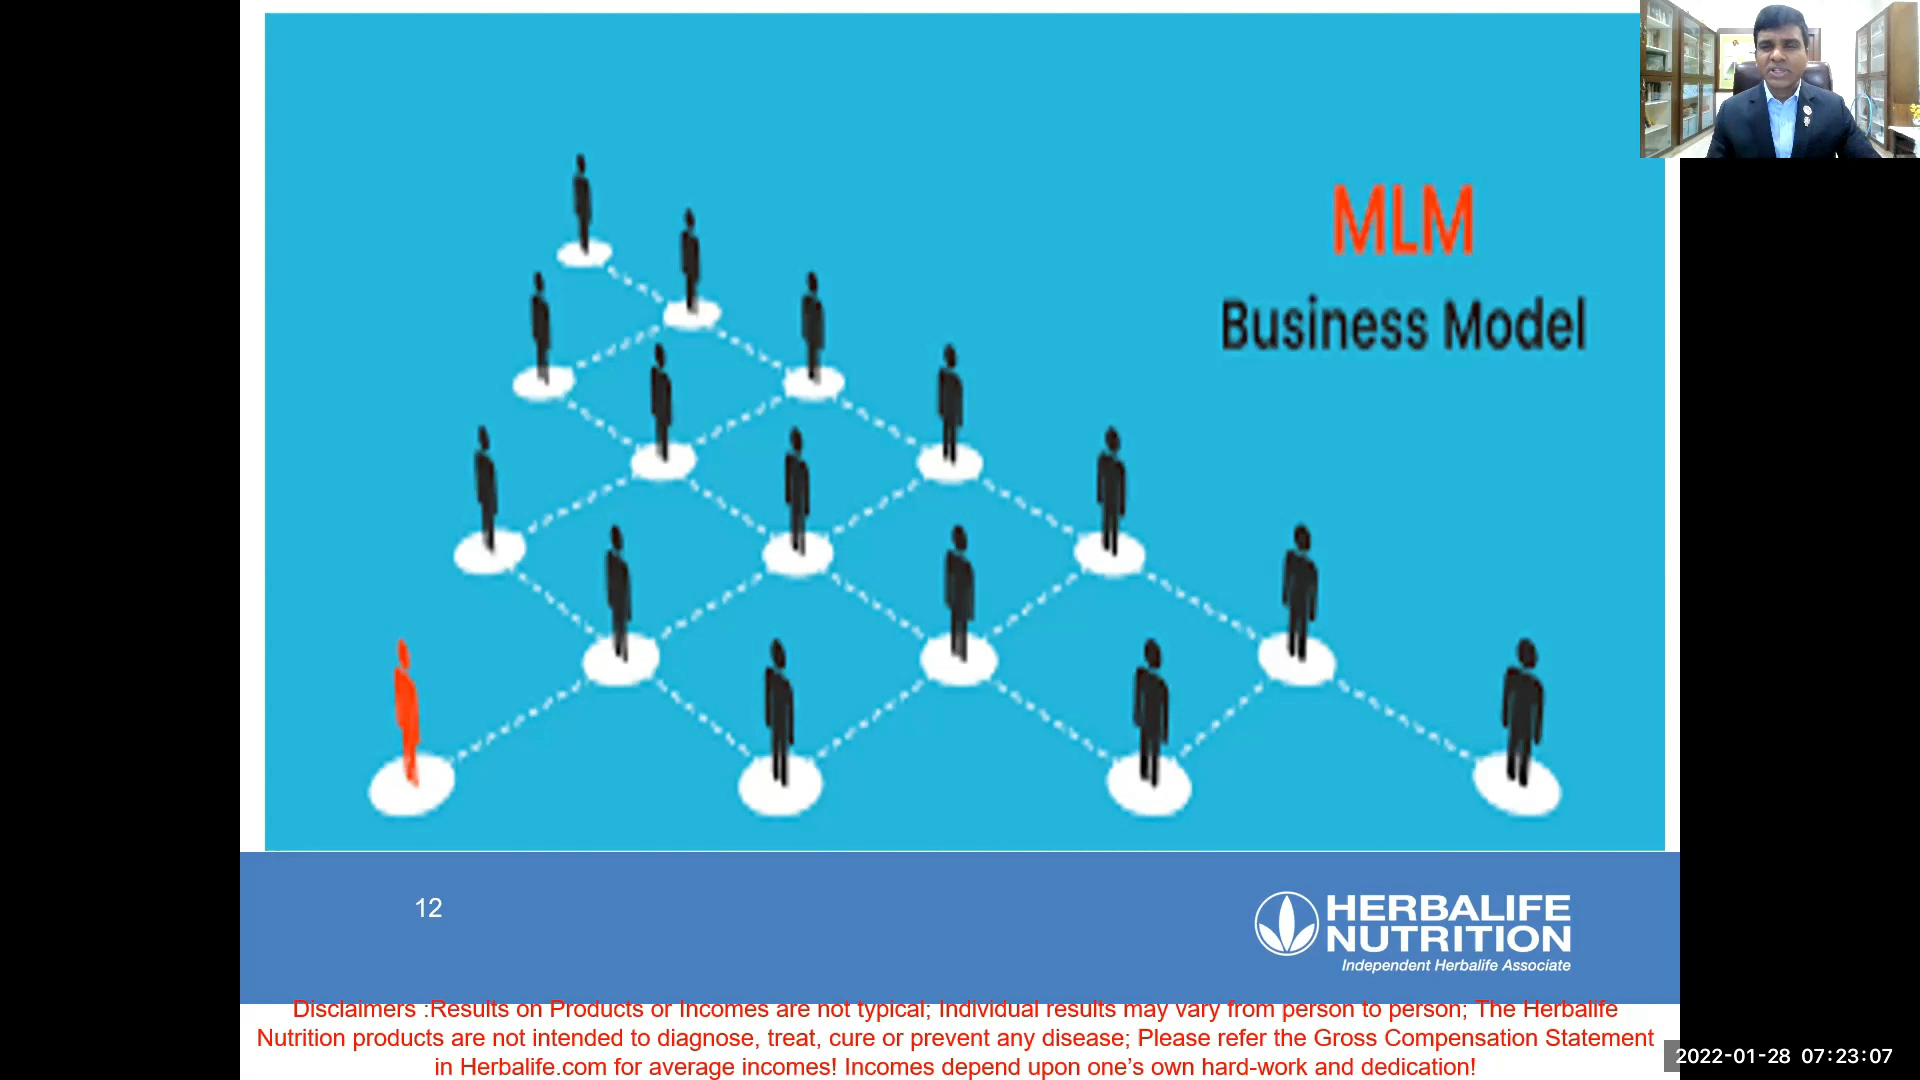 MLM
Business Model
12
HERBALIFE
NUTRITION
Independent Herbalife Associate
Disclaimers :Results on Products or Incomes are not typical; Individual results may vary from person to person; The Herbalife
Nutrition products are not intended to diagnose, treat, cure or prevent any disease; Please refer the Gross Compensation Statement
in Herbalife.com for average incomes! Incomes depend upon one’s own hard-work and dedication!
2022-01-28 07:23:07